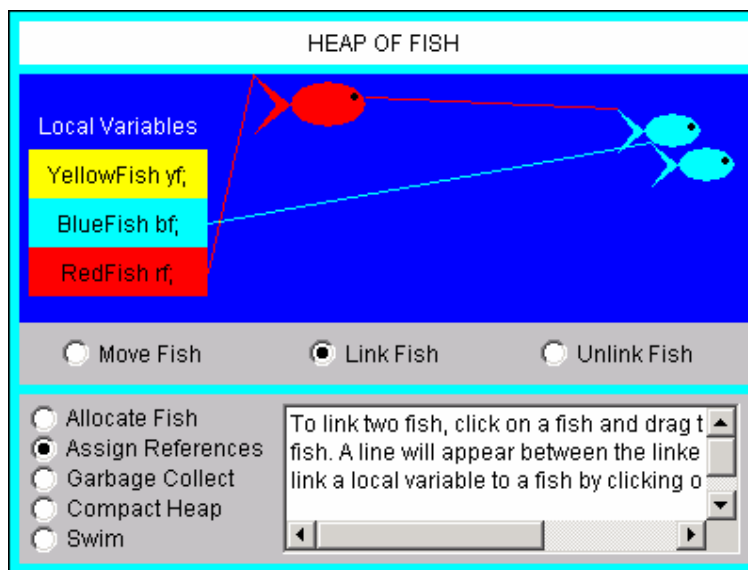 HEAP OF FISH
Local Variables
YellowFish yf;
BlueFish bf;
RedFish rf;
Move Fish
Link Fish
Unlink Fish
Allocate Fish
Assign References
Garbage Collect
Compact Heap
Swim
To link two fish, click on a fish and drag t
fish. A line will appear between the linke
link a local variable to a fish by clicking o